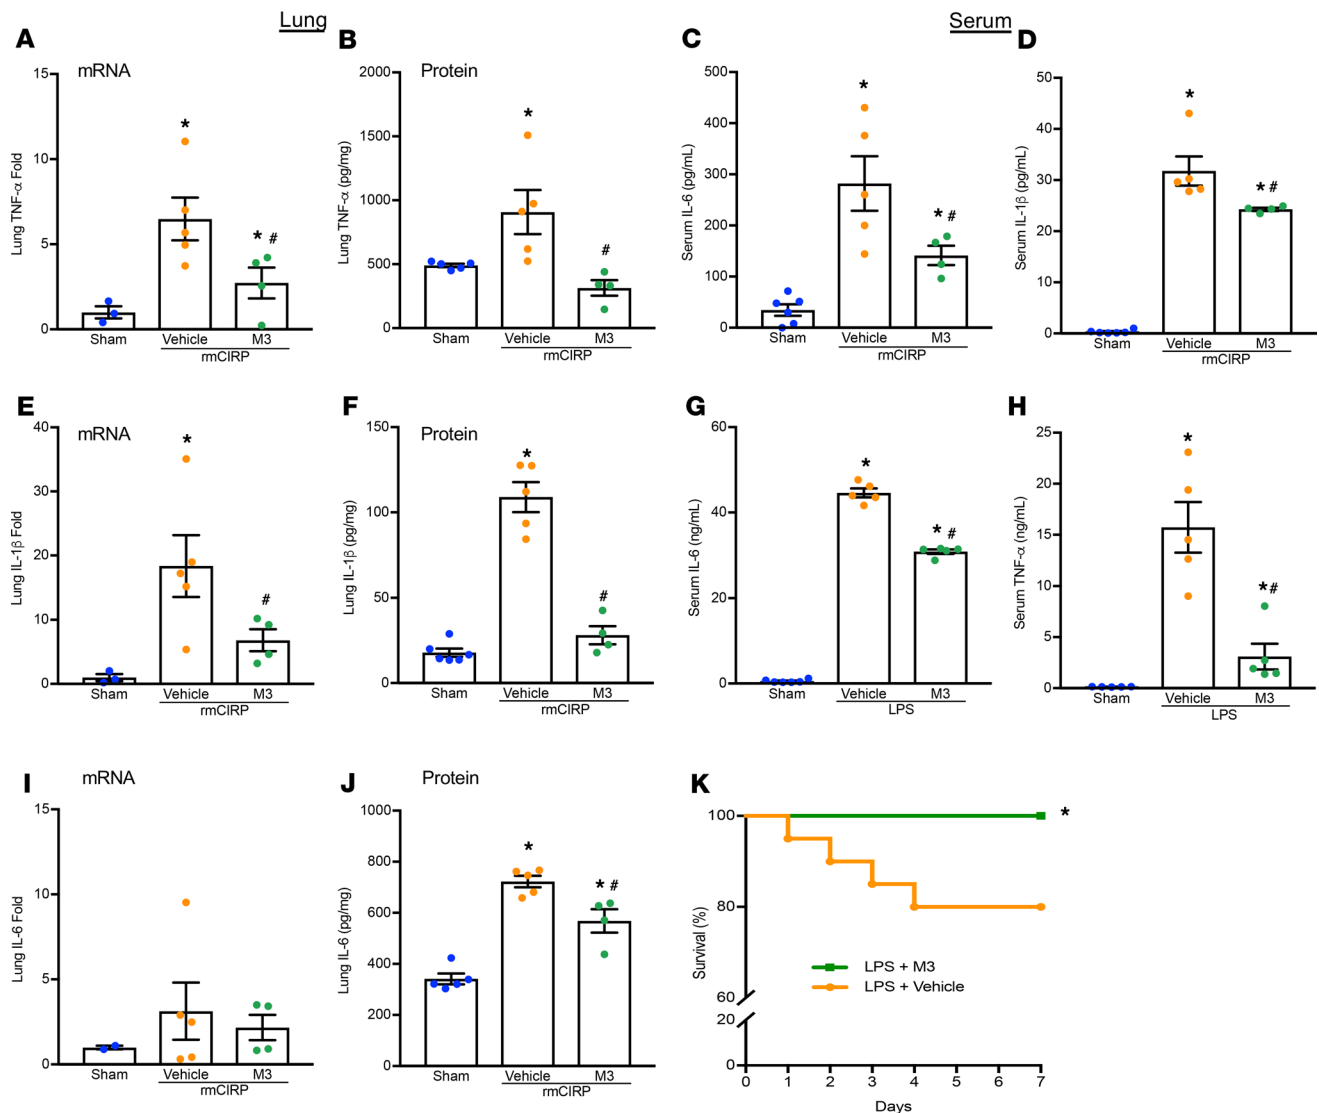 Lung
Serum
A
mRNA
Lung TNF-α Fold
15
10
5
0
*
* #
Sham
Vehicle
M3
rmCIRP
B
Protein
Lung TNF-α (pg/mg)
2000
1500
1000
500
0
*
#
Sham
Vehicle
M3
rmCIRP
C
Serum IL-6 (pg/mL)
500
400
300
200
100
0
*
* #
Sham
Vehicle
M3
rmCIRP
D
Serum IL-1β (pg/mL)
50
40
30
20
10
0
*
* #
Sham
Vehicle
M3
rmCIRP
E
mRNA
Lung IL-1β Fold
40
30
20
10
0
*
#
Sham
Vehicle
M3
rmCIRP
F
Protein
Lung IL-1β (pg/mg)
150
100
50
0
*
#
Sham
Vehicle
M3
rmCIRP
G
Serum IL-6 (ng/mL)
60
40
20
0
*
* #
Sham
Vehicle
M3
LPS
H
Serum TNF-α (ng/mL)
25
20
15
10
5
0
*
* #
Sham
Vehicle
M3
LPS
I
mRNA
Lung IL-6 Fold
15
10
5
0
Sham
Vehicle
M3
rmCIRP
J
Protein
Lung IL-6 (pg/mg)
1000
800
600
400
200
0
*
* #
Sham
Vehicle
M3
rmCIRP
K
Survival (%)
100
80
60
20
0
*
LPS + M3
LPS + Vehicle
0 1 2 3 4 5 6 7
Days